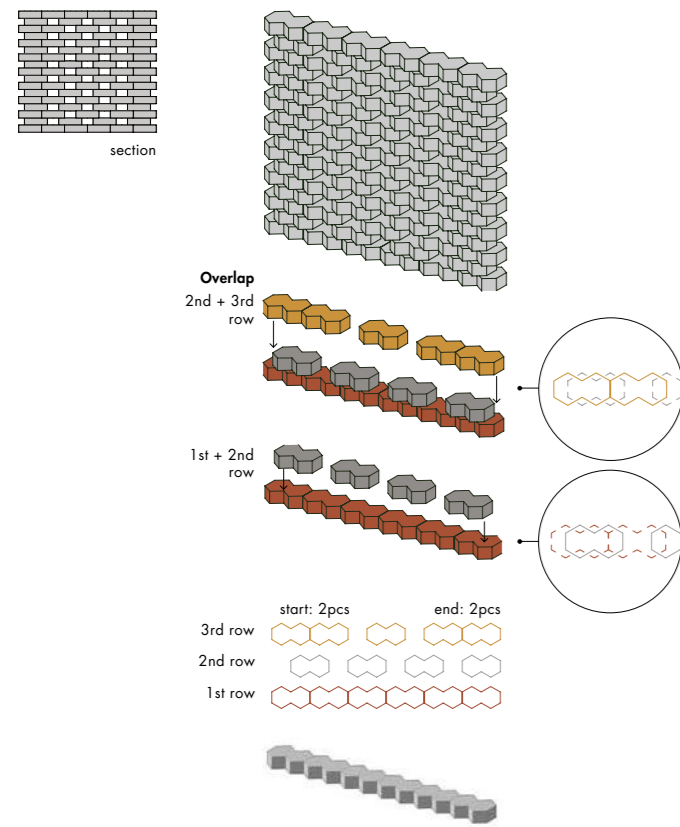 section
Overlap
2nd + 3rd
row
1st + 2nd
row
start: 2pcs
end: 2pcs
3rd row
2nd row
1st row